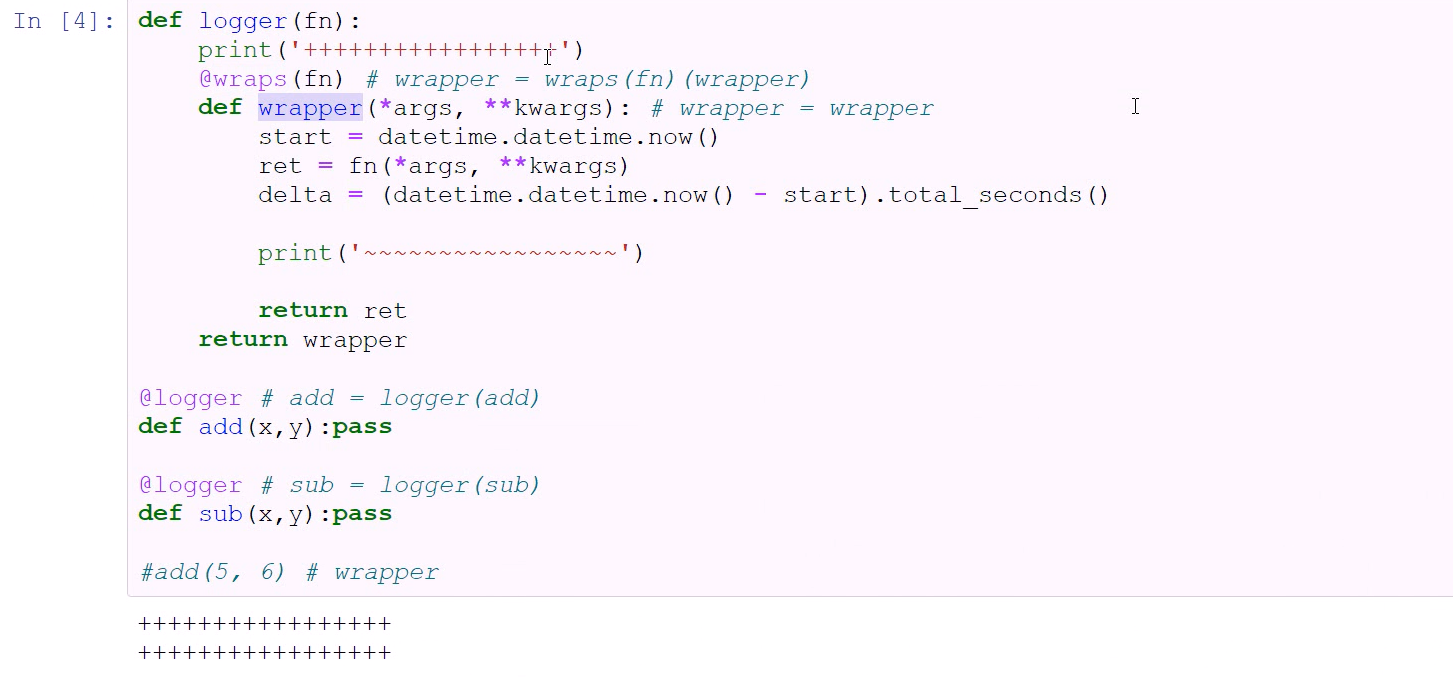 In [4]: def logger(fn):
print('+++++++++++++++++')
@wraps(fn) # wrapper = wraps(fn)(wrapper)
def wrapper(*args, **kwargs): # wrapper = wrapper
start = datetime.datetime.now()
ret = fn(*args, **kwargs)
delta = (datetime.datetime.now() - start).total_seconds()
print('~~~~~~~~~~~~~~~~~')
return ret
return wrapper
@logger # add = logger(add)
def add(x,y):pass
@logger # sub = logger(sub)
def sub(x,y):pass
#add(5, 6) # wrapper
+++++++++++++++++
+++++++++++++++++